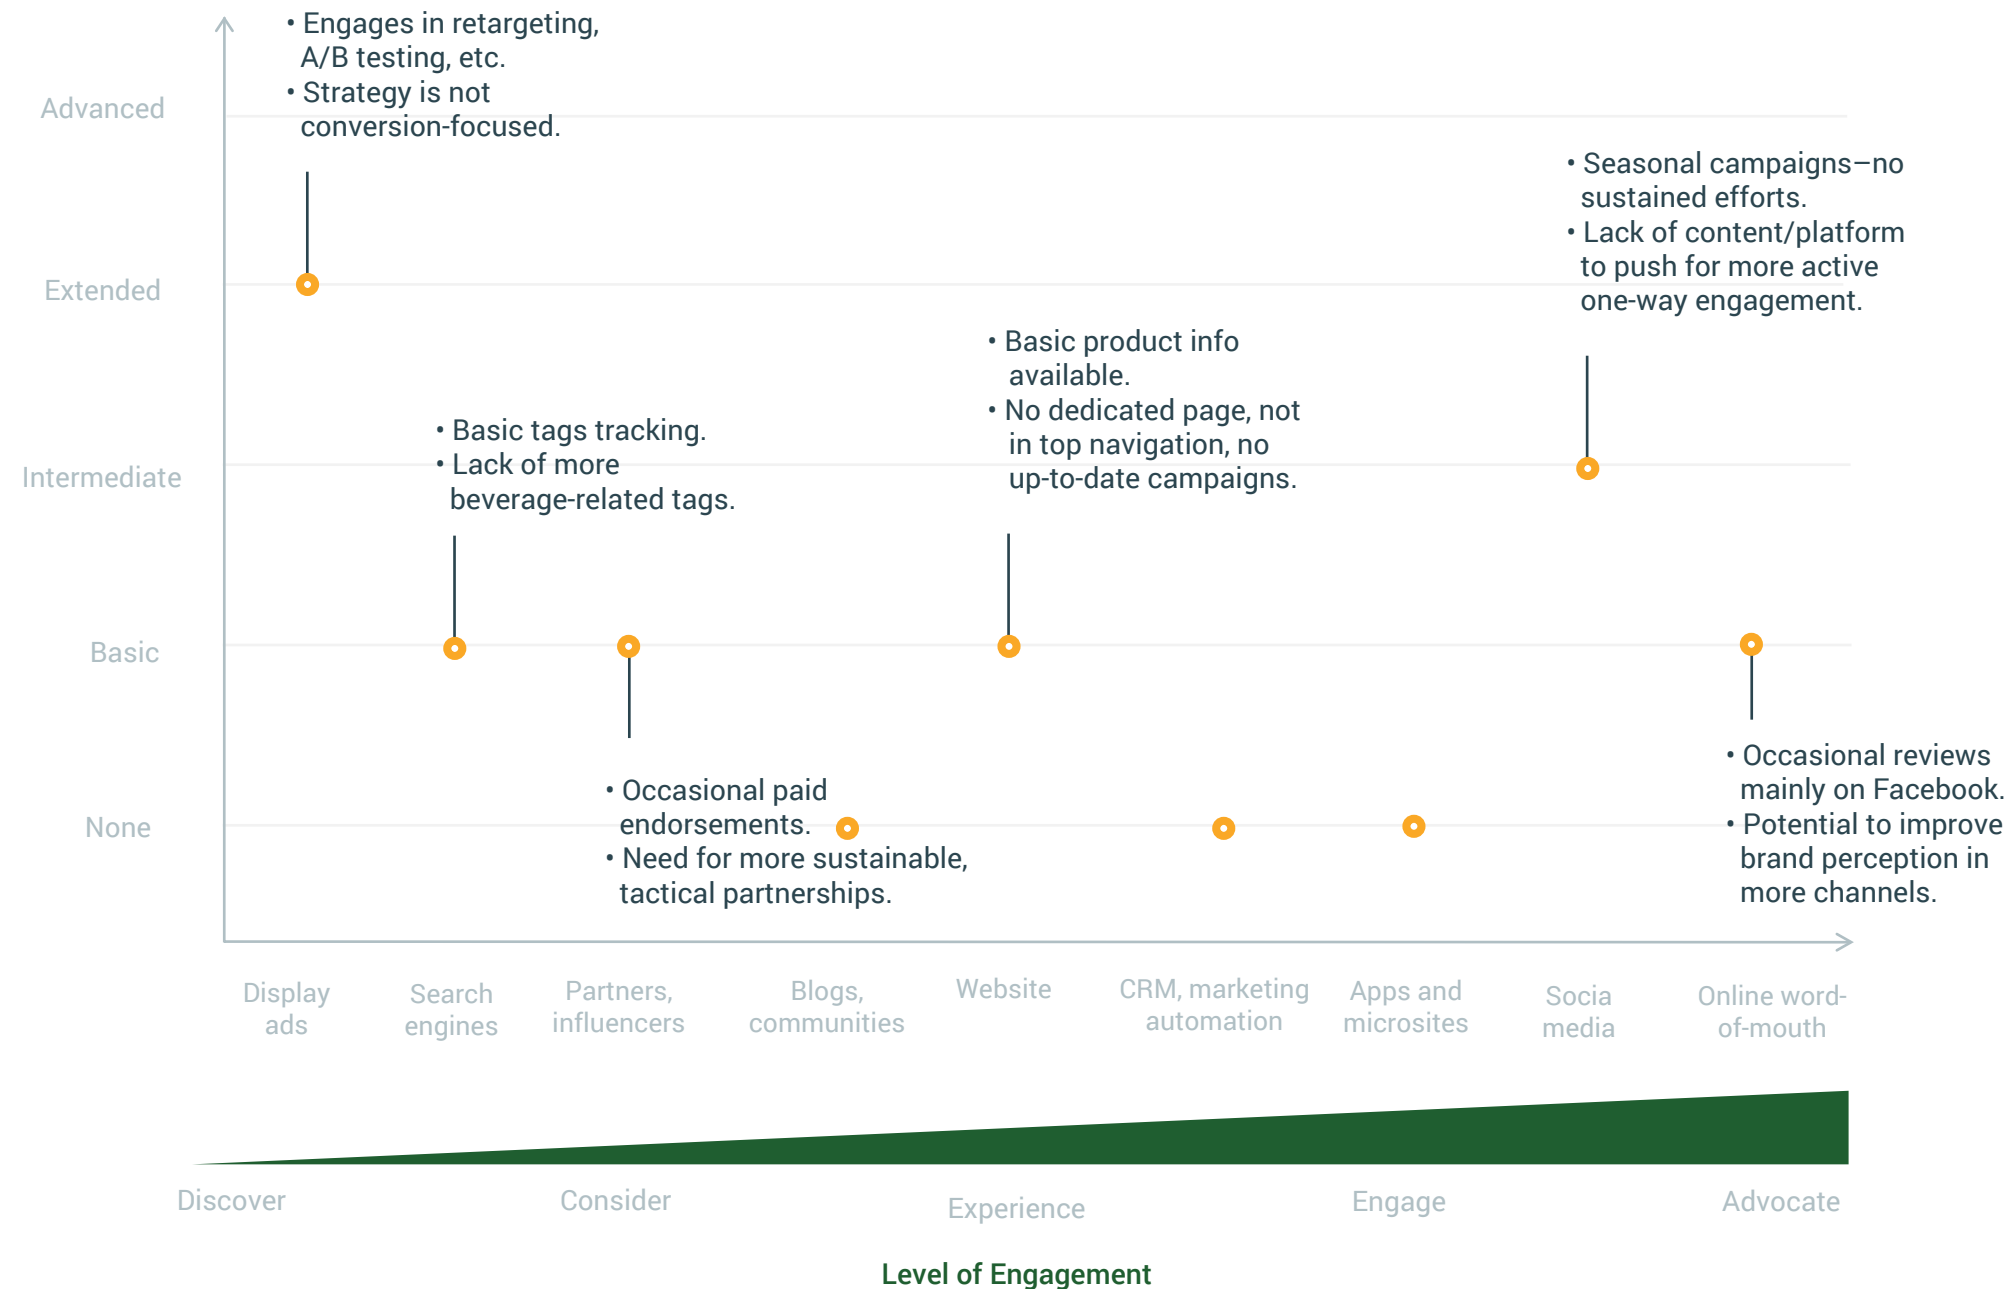 • Engages in retargeting,
A/B testing, etc.
• Strategy is not
conversion-focused.
Advanced
• Seasonal campaigns–no
sustained efforts.
• Lack of content/platform
to push for more active
one-way engagement.
Extended
• Basic product info
available.
• No dedicated page, not
in top navigation, no
up-to-date campaigns.
• Basic tags tracking.
• Lack of more
beverage-related tags.
Intermediate
Basic
• Occasional paid
endorsements.
• Need for more sustainable,
tactical partnerships.
• Occasional reviews
mainly on Facebook.
• Potential to improve
brand perception in
more channels.
None
Display
ads
Search
engines
Partners,
influencers
Blogs,
communities
Website
CRM, marketing
automation
Apps and
microsites
Socia
media
Online word-
of-mouth
Discover
Consider
Experience
Engage
Advocate
Level of Engagement